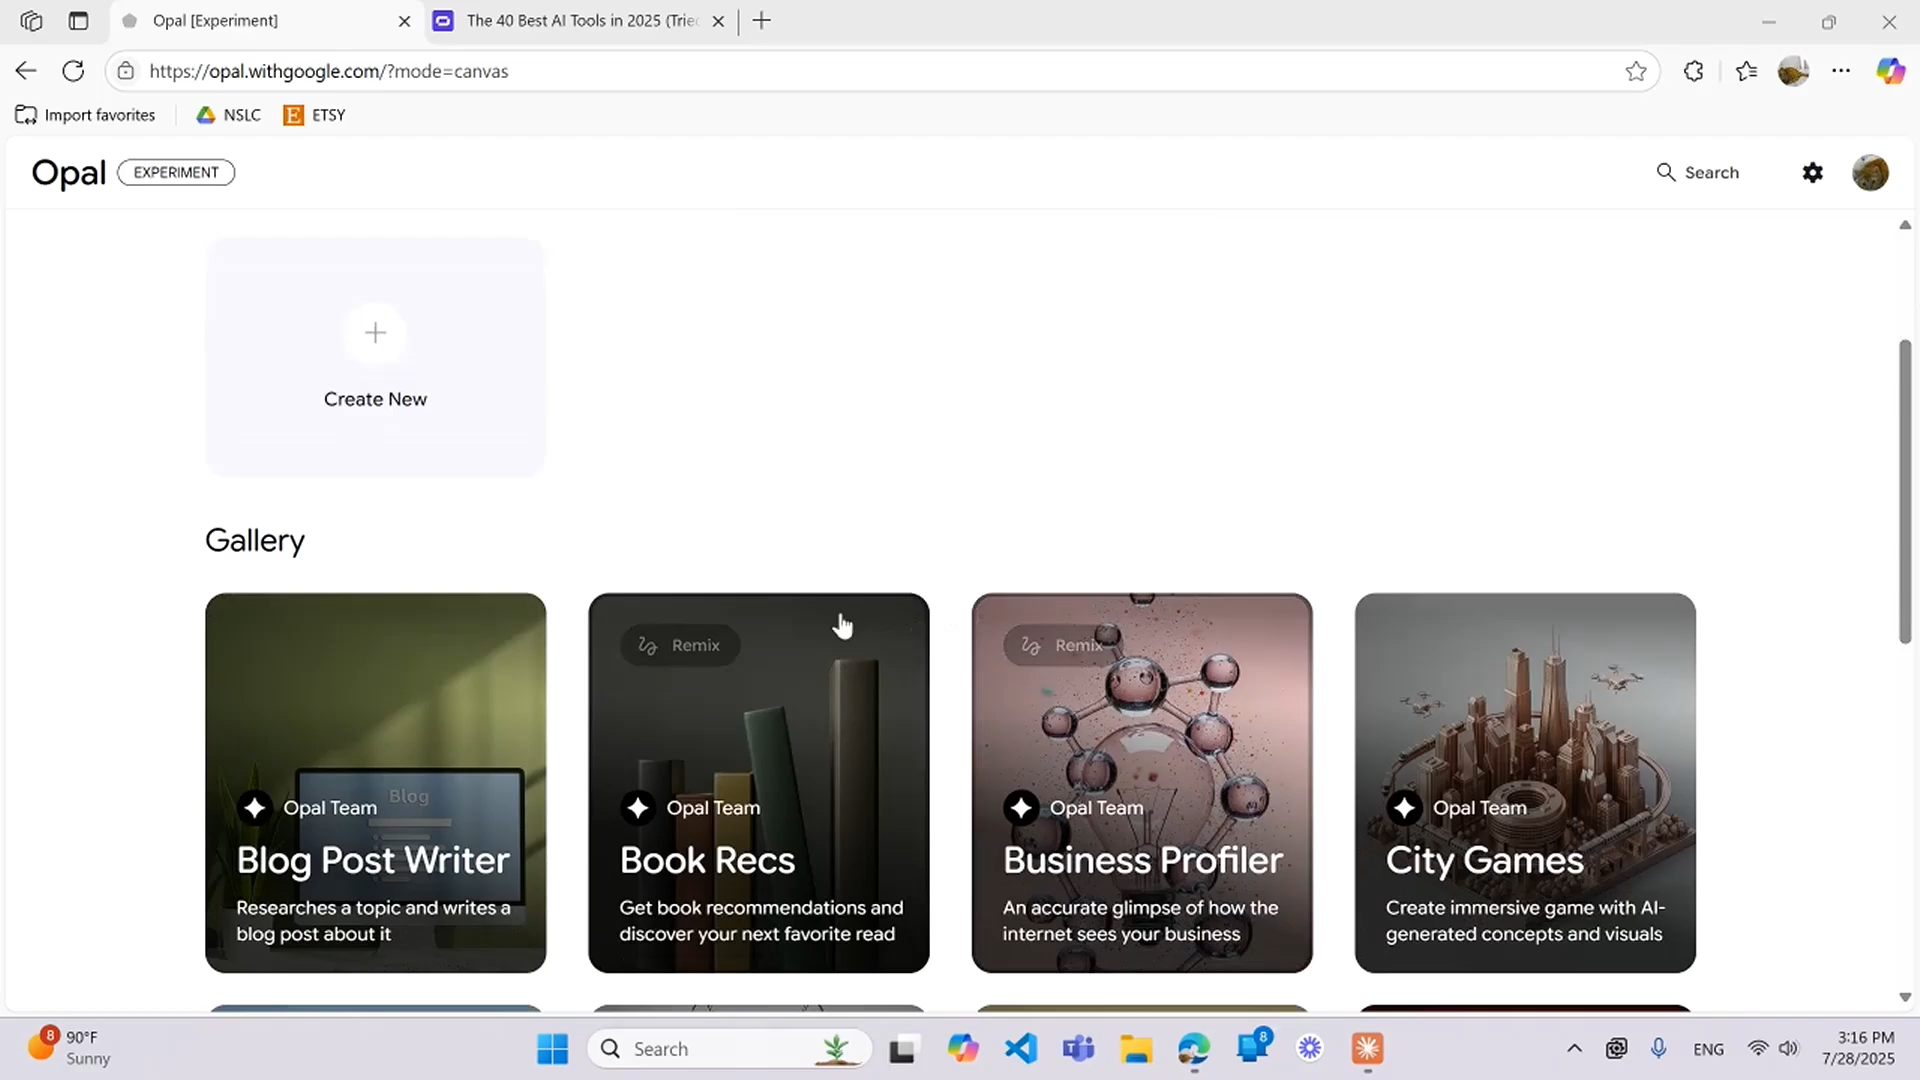 Opal [Experiment]
The 40 Best AI Tools in 2025 (Trie
https://opal.withgoogle.com/?mode=canvas
Import favorites
NSLC
ETSY
Opal
EXPERIMENT
Search
Create New
Gallery
Remix
Remix
Blog
Opal Team
Opal Team
Opal Team
Opal Team
Blog Post Writer
Researches a topic and writes a
blog post about it
Book Recs
Get book recommendations and
discover your next favorite read
Business Profiler
An accurate glimpse of how the
internet sees your business
City Games
Create immersive game with AI-
generated concepts and visuals
8
90°F
Sunny
Search
8
ENG
3:16 PM
7/28/2025